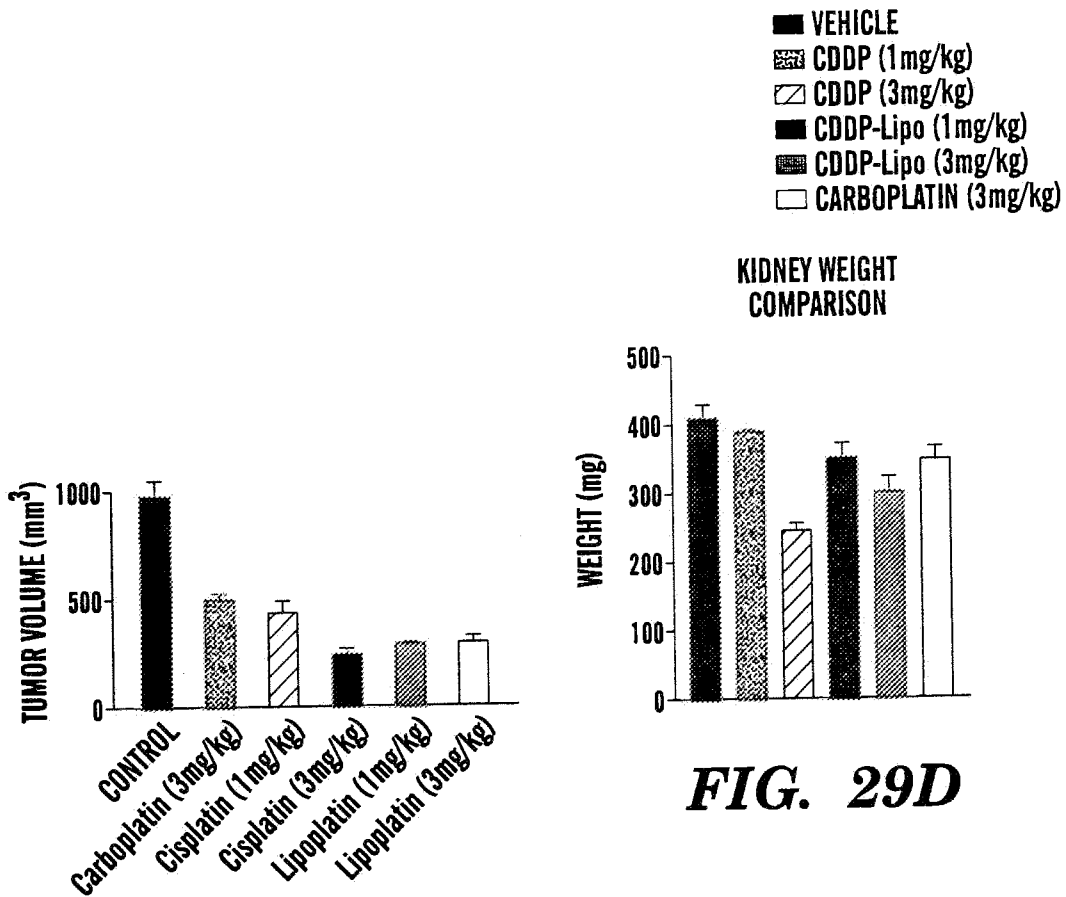 VEHICLE
CDDP (1mg/kg)
CDDP (3mg/kg)
CDDP-Lipo (1mg/kg)
CDDP-Lipo (3mg/kg)
CARBOPLATIN (3mg/kg)
KIDNEY WEIGHT
COMPARISON
500
400
300
200
100
0
WEIGHT (mg)
1000
500
0
TUMOR VOLUME (mm³)
CONTROL
Carboplatin (3mg/kg)
Cisplatin (1mg/kg)
Cisplatin (3mg/kg)
Lipoplatin (1mg/kg)
Lipoplatin (3mg/kg)
FIG. 29D